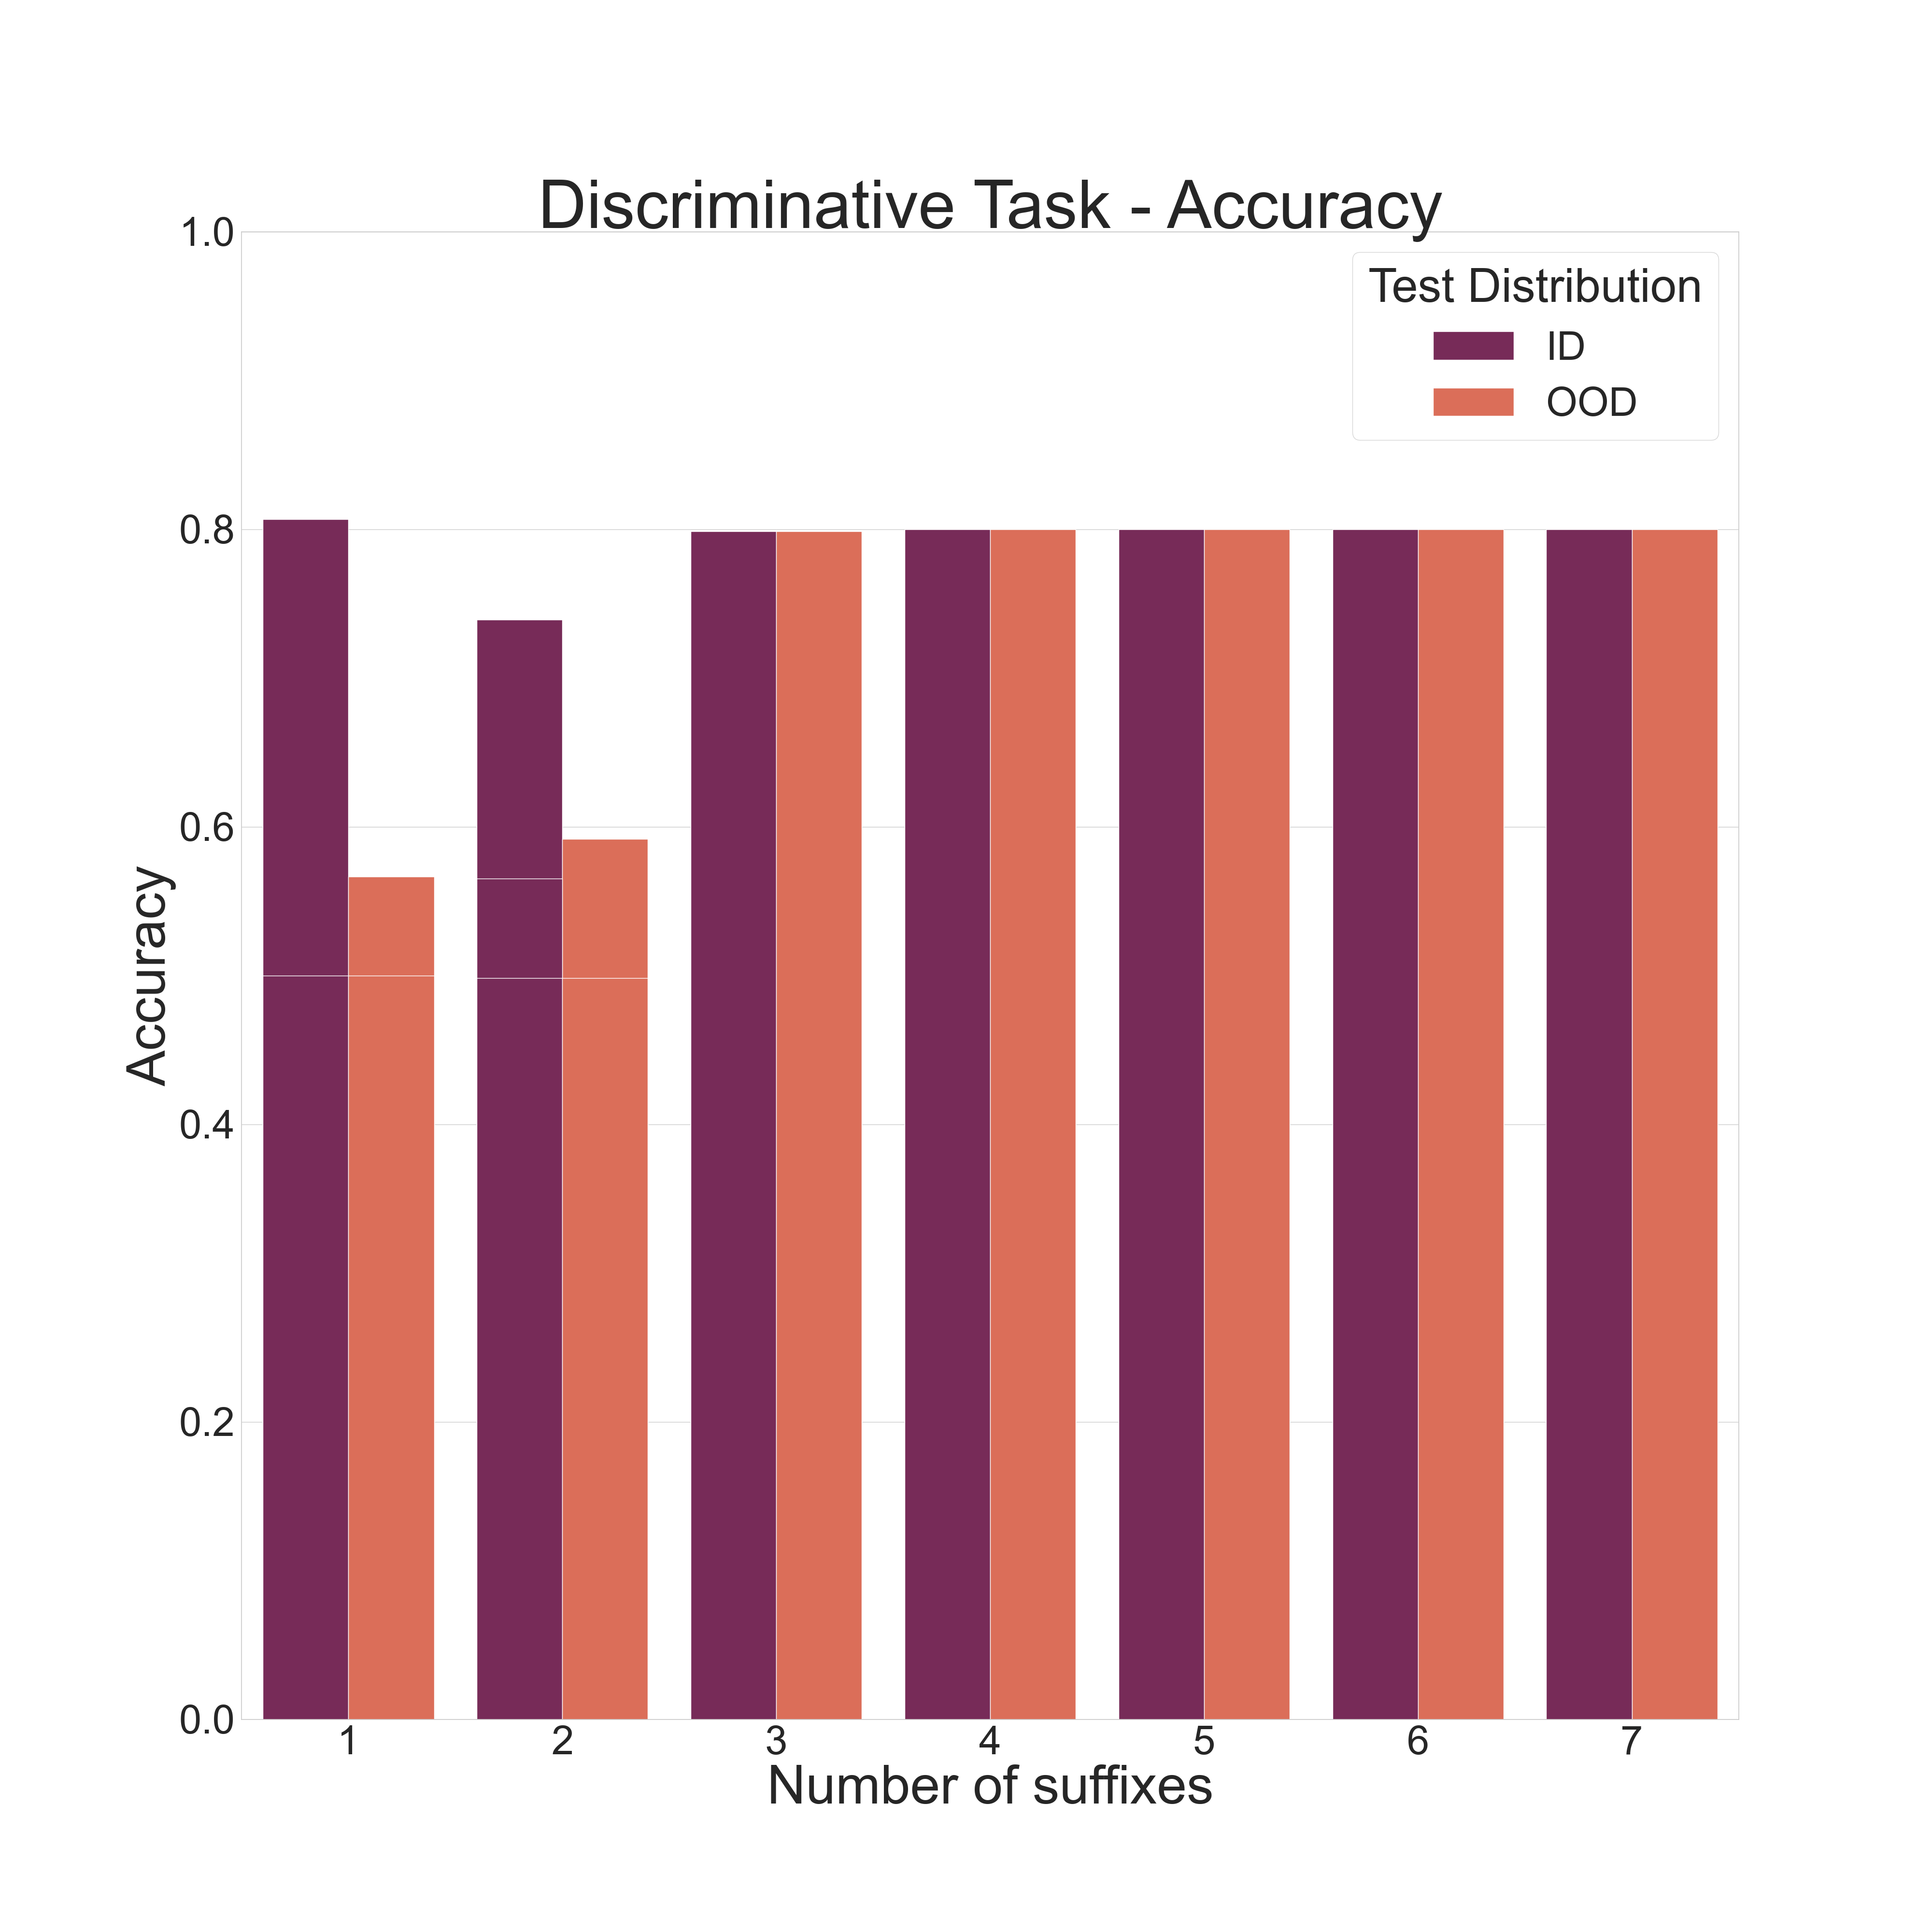 Discriminative Task - Accuracy
1.0
0.8
0.6
0.4
0.2
0.0
Accuracy
Test Distribution
ID
OOD
1 2 3 4 5 6 7
Number of suffixes